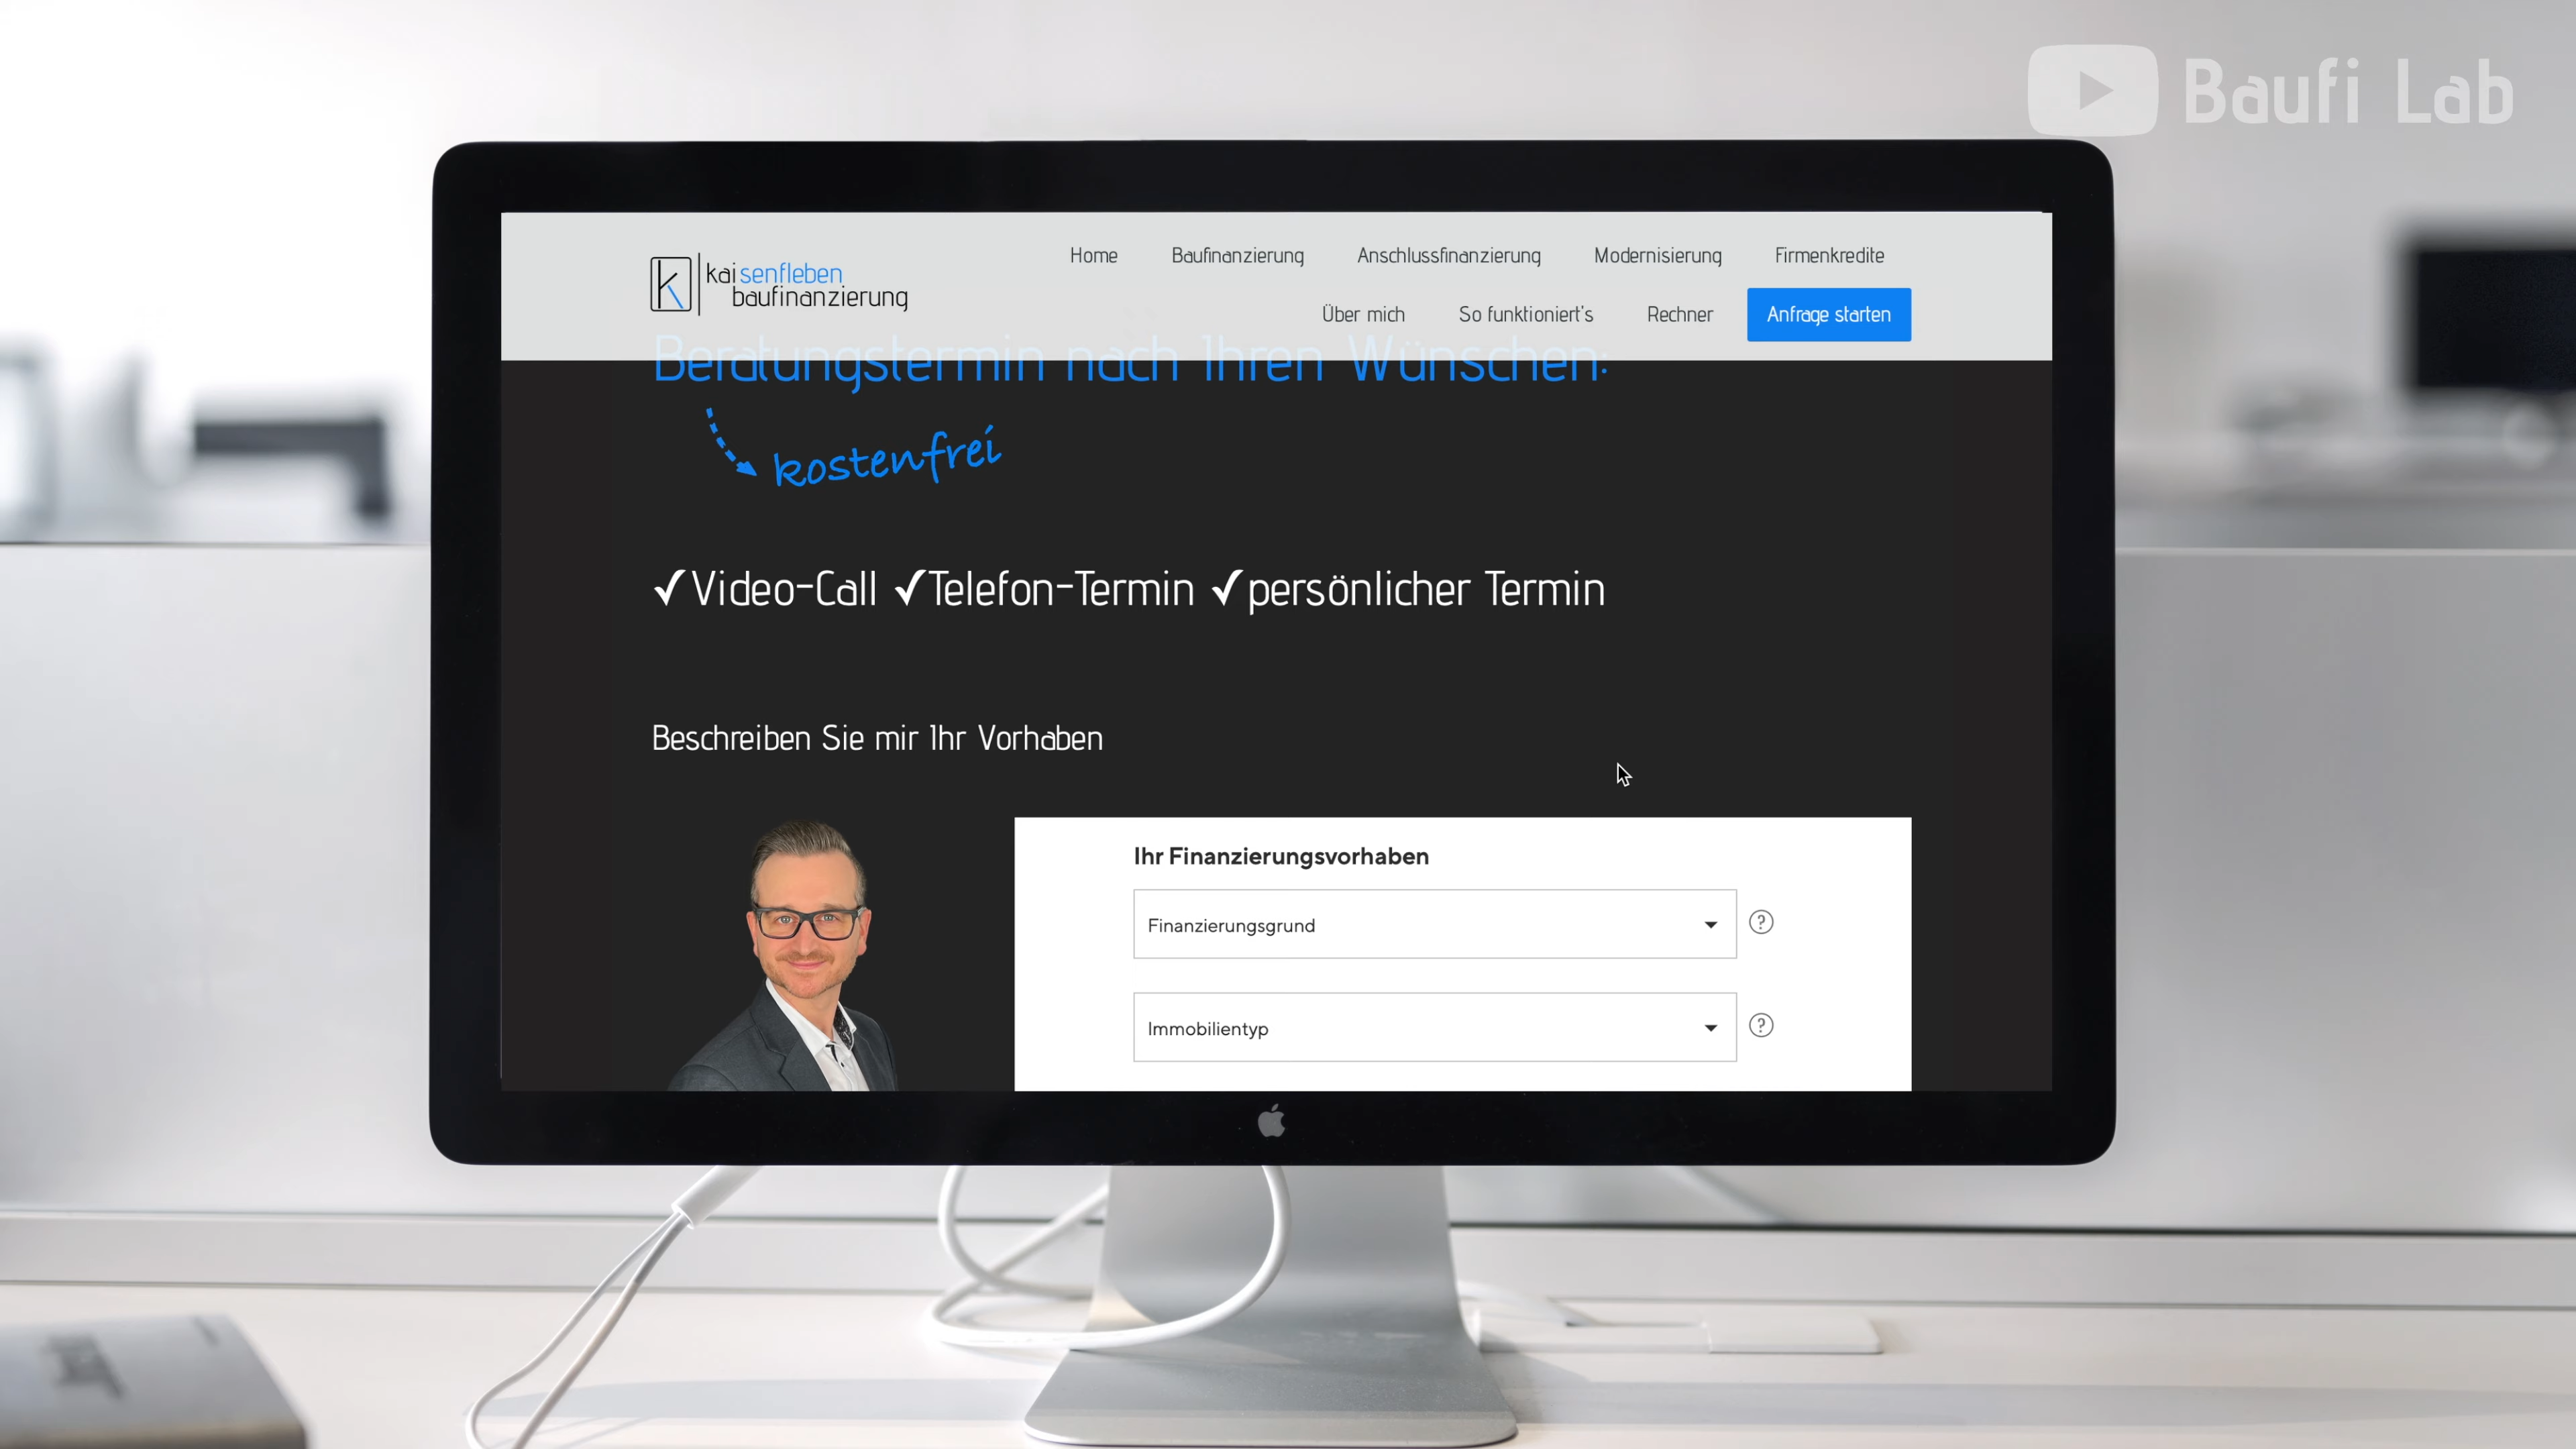 Baufi Lab
kai senfleben
baufinanzierung
Home Baufinanzierung Anschlussfinanzierung Modernisierung Firmenkredite
Über mich So funktioniert's Rechner Anfrage starten
Beratungstermin nach Ihren Wünschen:
kostenfrei
✓Video-Call ✓Telefon-Termin ✓persönlicher Termin
Beschreiben Sie mir Ihr Vorhaben
Ihr Finanzierungsvorhaben
Finanzierungsgrund ?
Immobilientyp ?